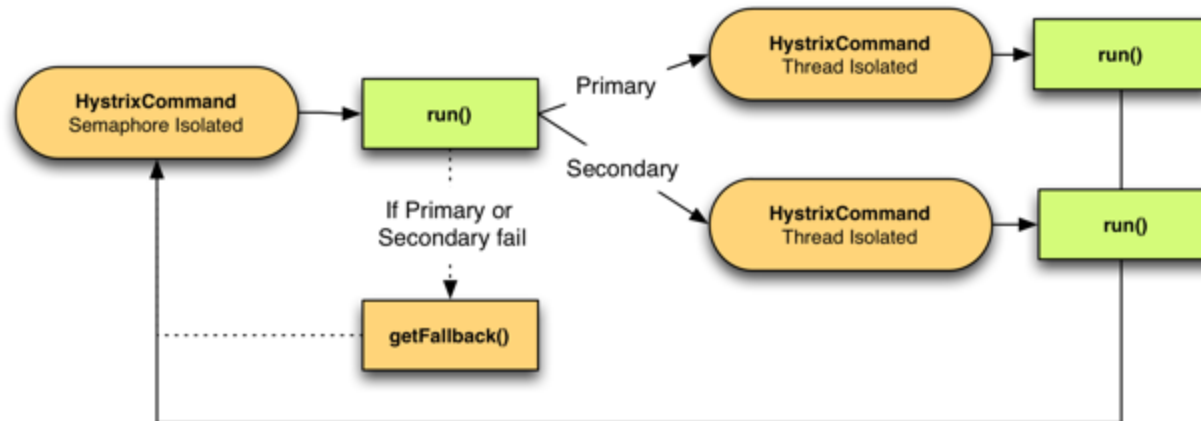 HystrixCommand
Semaphore Isolated
run()
Primary
HystrixCommand
Thread Isolated
run()
Secondary
HystrixCommand
Thread Isolated
run()
If Primary or
Secondary fail
getFallback()